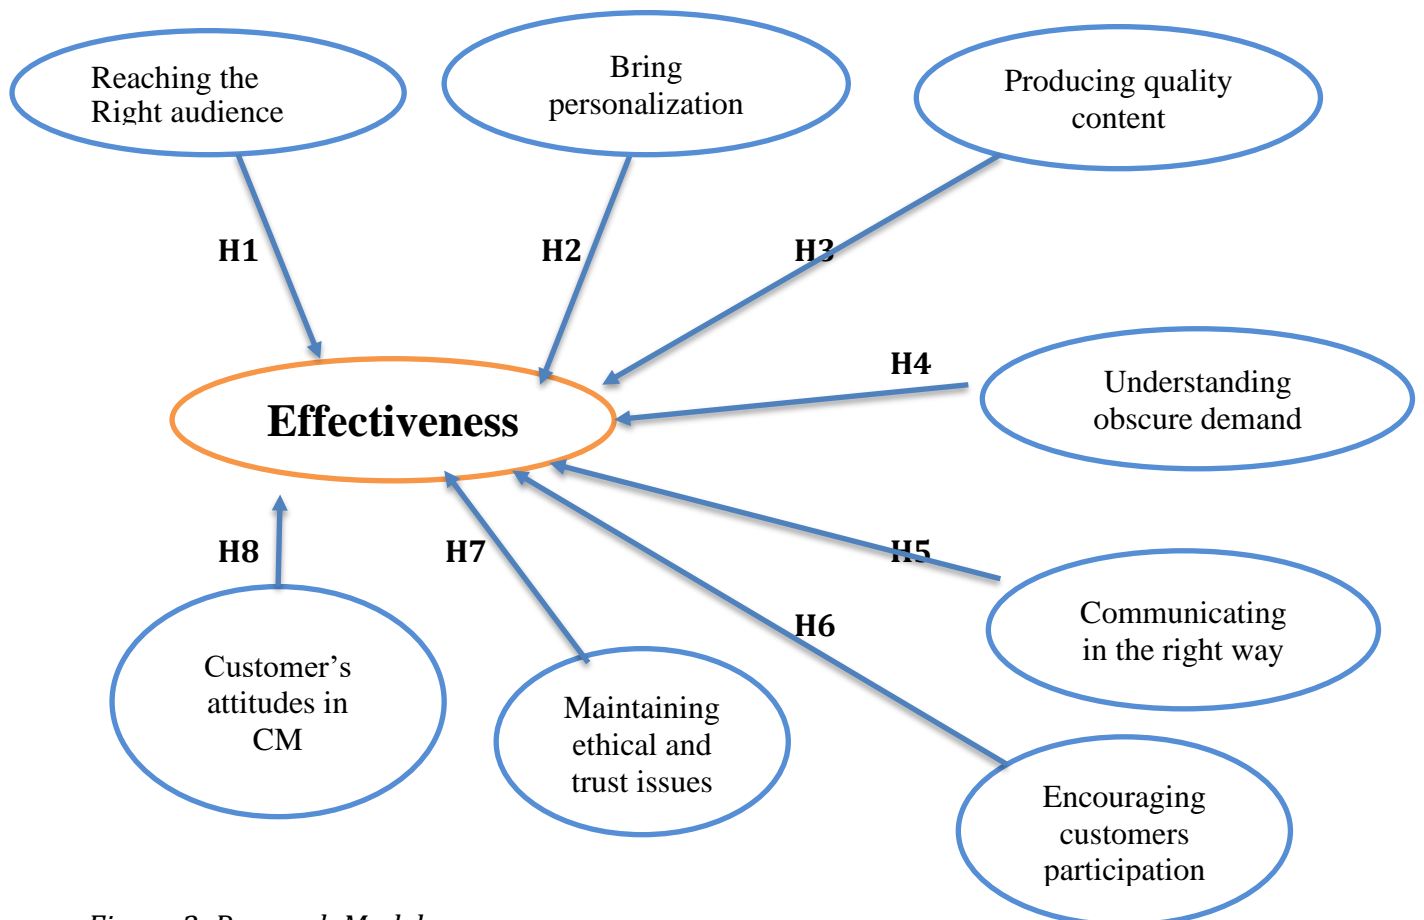 Reaching the
Right audience
Bring
personalization
Producing quality
content
H1
H2
H3
H4
Understanding
obscure demand
Effectiveness
H8
H7
H5
H6
Communicating
in the right way
Customer’s
attitudes in
CM
Maintaining
ethical and
trust issues
Encouraging
customers
participation
Research Model